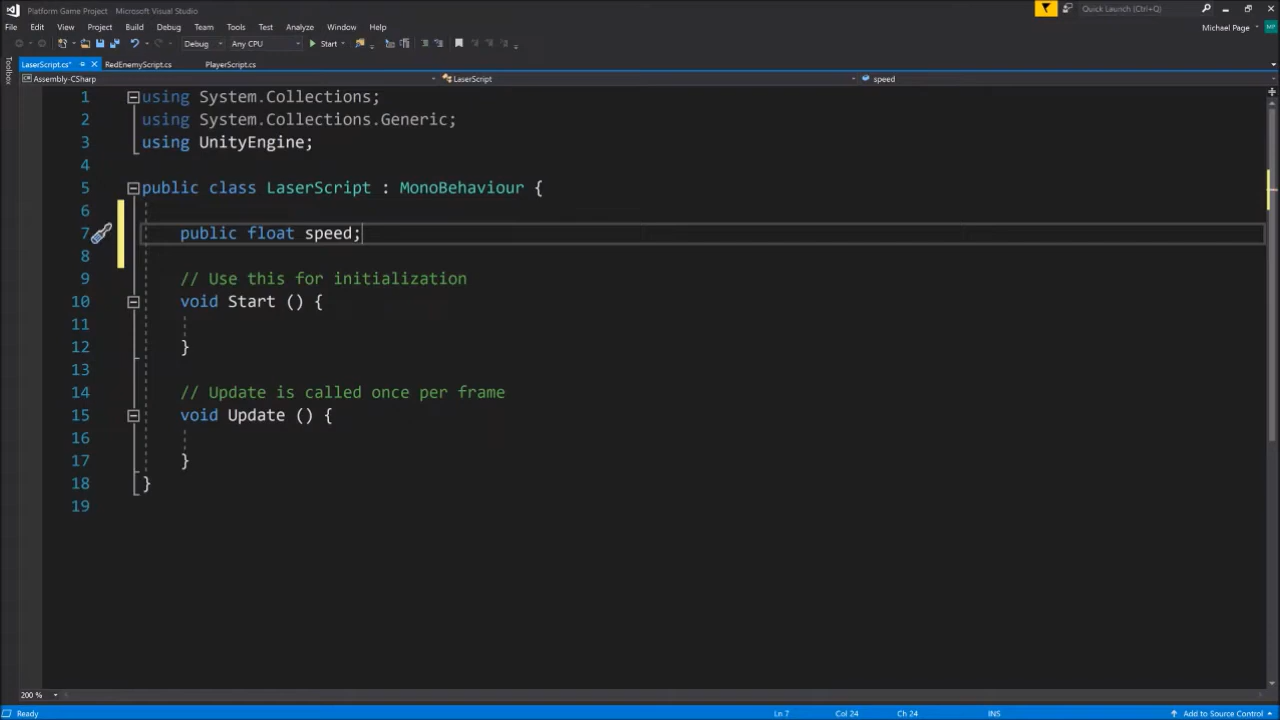 Platform Game Project - Microsoft Visual Studio
Quick Launch (Ctrl+Q)
File Edit View Project Build Debug Team Tools Test Analyze Window Help
Michael Page
MP
Debug Any CPU Start
LaserScript.cs* RedEnemyScript.cs PlayerScript.cs
Assembly-CSharp LaserScript speed
Toolbox
1 using System.Collections;
2 using System.Collections.Generic;
3 using UnityEngine;
4
5 public class LaserScript : MonoBehaviour {
6
7 public float speed;
8
9 // Use this for initialization
10 void Start () {
11
12 }
13
14 // Update is called once per frame
15 void Update () {
16
17 }
18 }
19
200 %
Ready Ln 7 Col 24 Ch 24 INS Add to Source Control